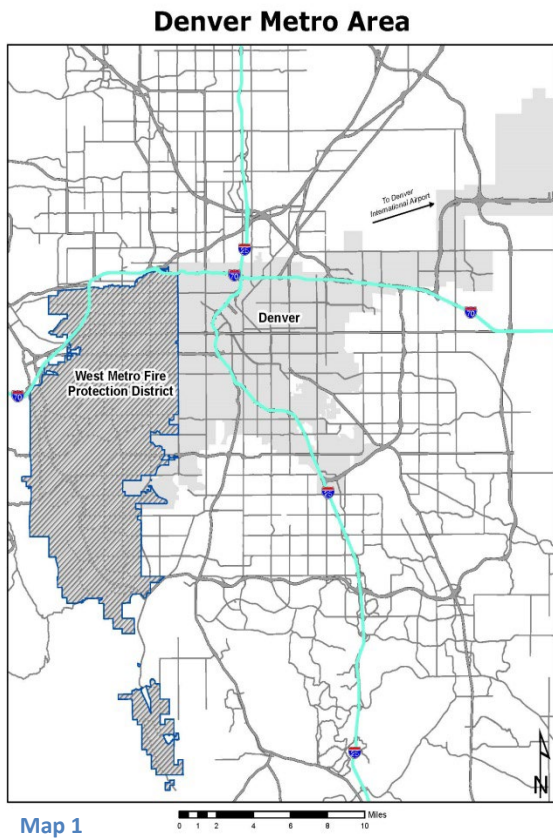 Denver Metro Area
To Denver
International Airport
25
70
Denver
70
West Metro Fire
Protection District
70
25
25
N
Miles
0 1 2 4 6 8 10
Map 1